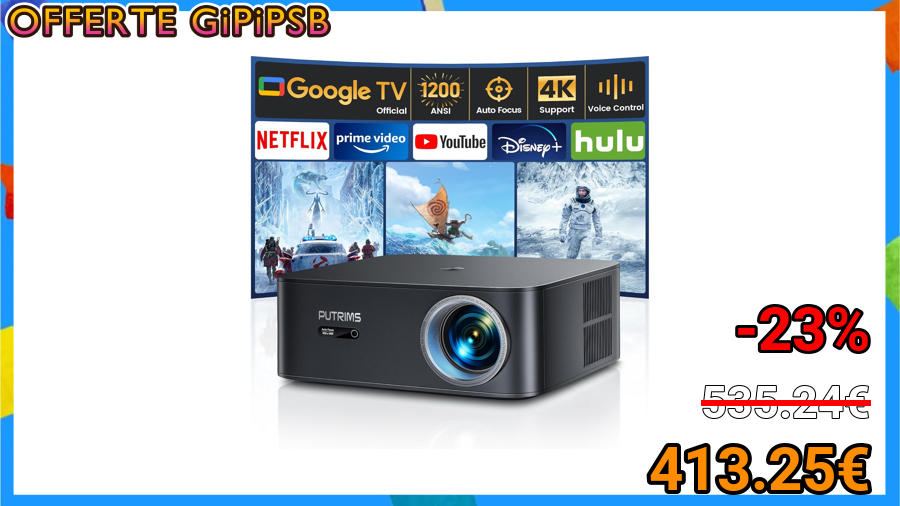 OFFERTE GiPiPSB
Google TV
Official
1200
ANSI
Auto Focus
4K
Support
Voice Control
NETFLIX
prime video
YouTube
Disney+
hulu
PUTRIMS
-23%
535.24€
413.25€